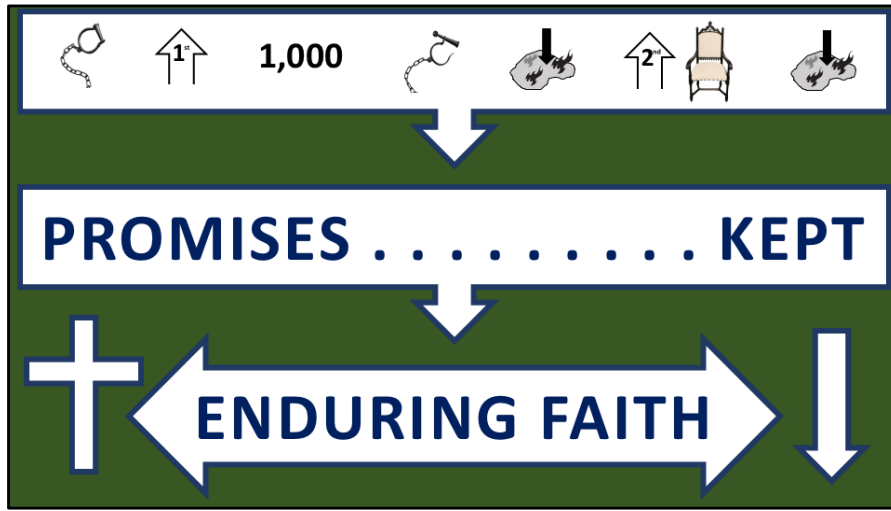 1st 1,000 2nd
PROMISES . . . . . . . . . KEPT
ENDURING FAITH